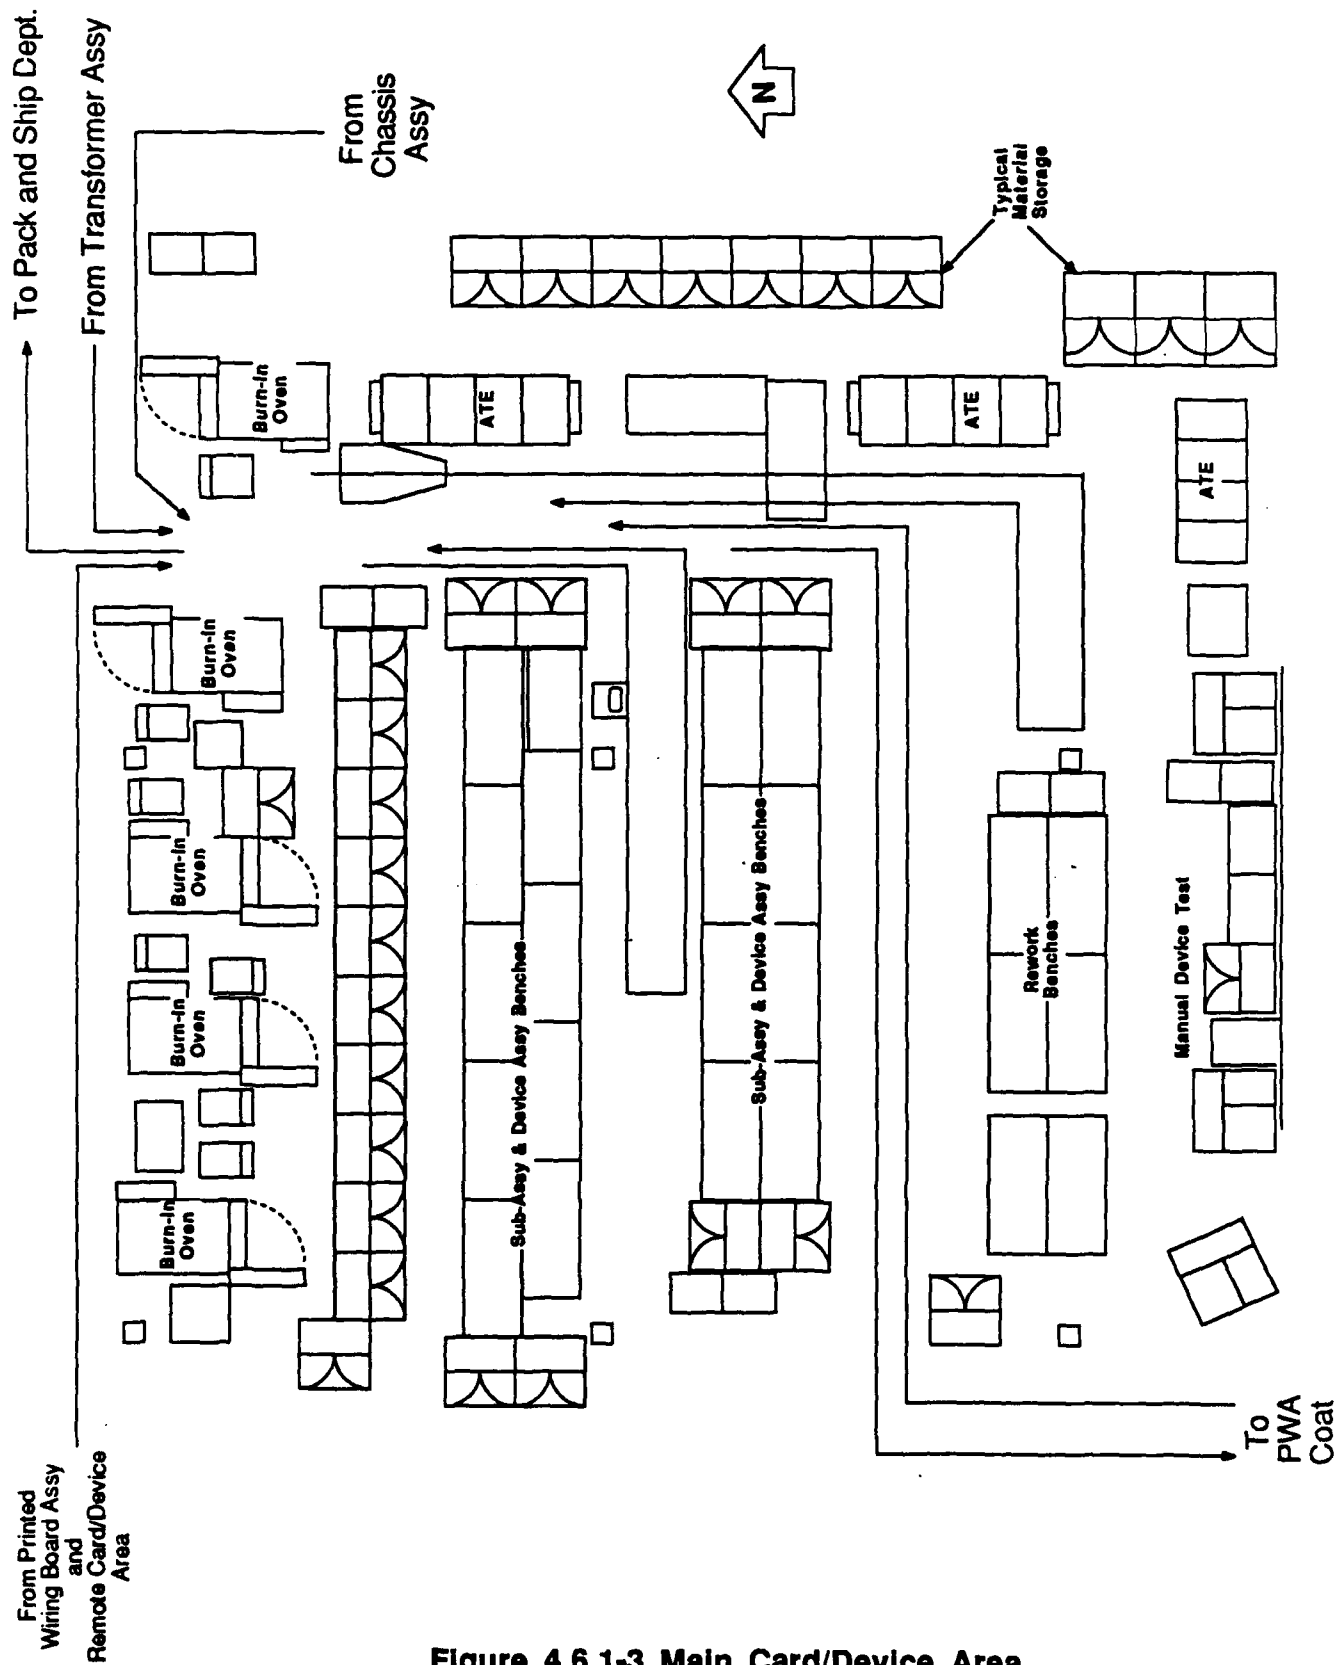 To Pack and Ship Dept.
From Transformer Assy
From
Chassis
Assy
N
Typical
Material
Storage
Burn-in
Oven
ATE
ATE
ATE
Burn-in
Oven
Burn-in
Oven
Burn-in
Oven
Burn-in
Oven
Sub-Assy & Device Assy Benches
Sub-Assy & Device Assy Benches
Rework
Benches
Manual Device Test
From Printed
Wiring Board Assy
and
Remote Card/Device
Area
To
PWA
Coat
Figure 4.6.1-3 Main Card/Device Area